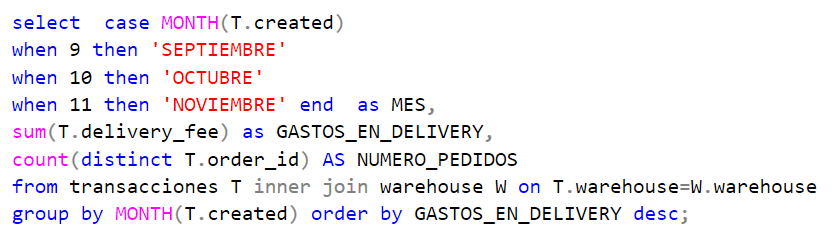 select  case MONTH(T.created)
when 9 then 'SEPTIEMBRE'
when 10 then 'OCTUBRE'
when 11 then 'NOVIEMBRE' end  as MES,
sum(T.delivery_fee) as GASTOS_EN_DELIVERY,
count(distinct T.order_id) AS NUMERO_PEDIDOS
from transacciones T inner join warehouse W on T.warehouse=W.warehouse
group by MONTH(T.created) order by GASTOS_EN_DELIVERY desc;